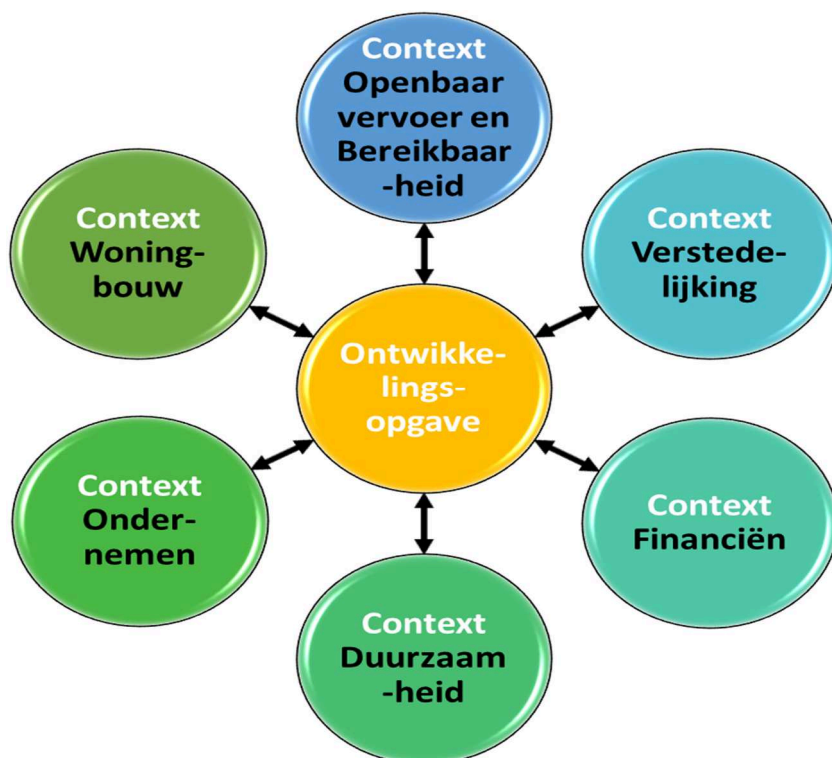 Context
Openbaar
vervoer en
Bereikbaar
-heid
Context
Woning-
bouw
Context
Verstede-
lijking
Ontwikke-
lings-
opgave
Context
Onder-
nemen
Context
Financiën
Context
Duurzaam
-heid